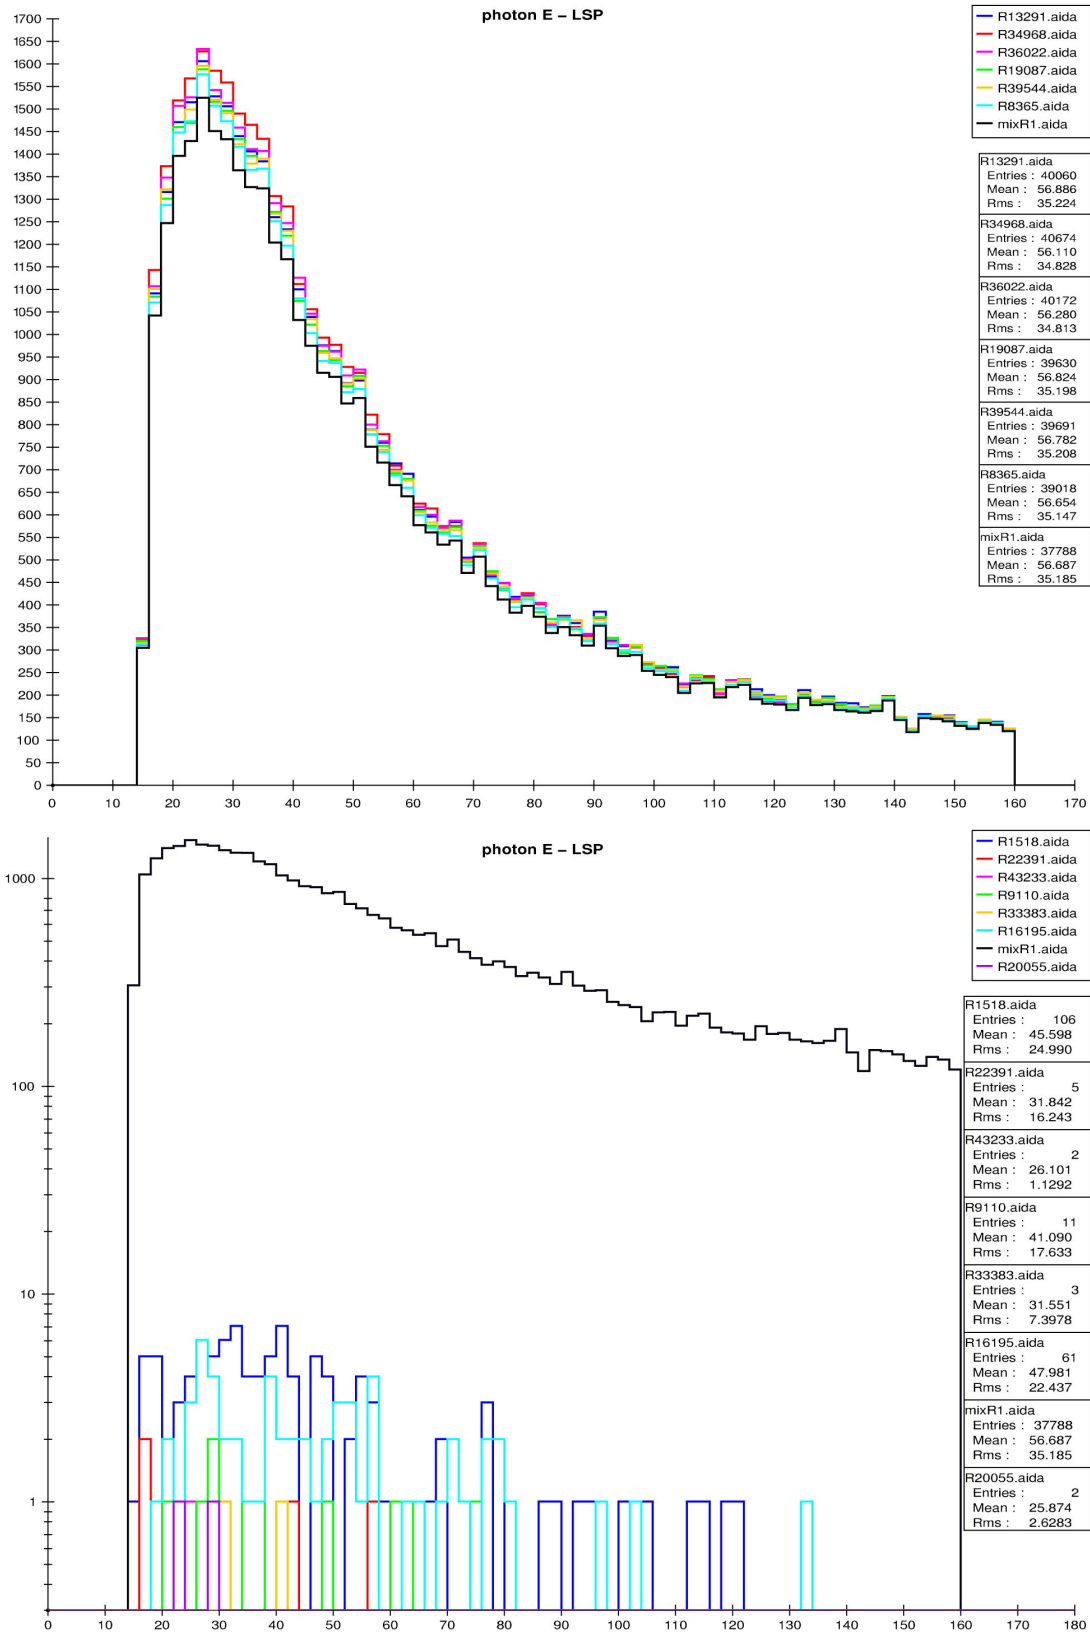 photon E – LSP
R13291.aida
R34968.aida
R36022.aida
R19087.aida
R39544.aida
R8365.aida
mixR1.aida
R13291.aida
Entries : 40060
Mean : 56.886
Rms : 35.224
R34968.aida
Entries : 40674
Mean : 56.110
Rms : 34.828
R36022.aida
Entries : 40172
Mean : 56.280
Rms : 34.813
R19087.aida
Entries : 39630
Mean : 56.824
Rms : 35.198
R39544.aida
Entries : 39691
Mean : 56.782
Rms : 35.208
R8365.aida
Entries : 39018
Mean : 56.654
Rms : 35.147
mixR1.aida
Entries : 37788
Mean : 56.687
Rms : 35.185
1700
1650
1600
1550
1500
1450
1400
1350
1300
1250
1200
1150
1100
1050
1000
950
900
850
800
750
700
650
600
550
500
450
400
350
300
250
200
150
100
50
0
0 10 20 30 40 50 60 70 80 90 100 110 120 130 140 150 160 170
photon E – LSP
R1518.aida
R22391.aida
R43233.aida
R9110.aida
R33383.aida
R16195.aida
mixR1.aida
R20055.aida
R1518.aida
Entries : 106
Mean : 45.598
Rms : 24.990
R22391.aida
Entries : 5
Mean : 31.842
Rms : 16.243
R43233.aida
Entries : 2
Mean : 26.101
Rms : 1.1292
R9110.aida
Entries : 11
Mean : 41.090
Rms : 17.633
R33383.aida
Entries : 3
Mean : 31.551
Rms : 7.3978
R16195.aida
Entries : 61
Mean : 47.981
Rms : 22.437
mixR1.aida
Entries : 37788
Mean : 56.687
Rms : 35.185
R20055.aida
Entries : 2
Mean : 25.874
Rms : 2.6283
1000
100
10
1
0 10 20 30 40 50 60 70 80 90 100 110 120 130 140 150 160 170 180